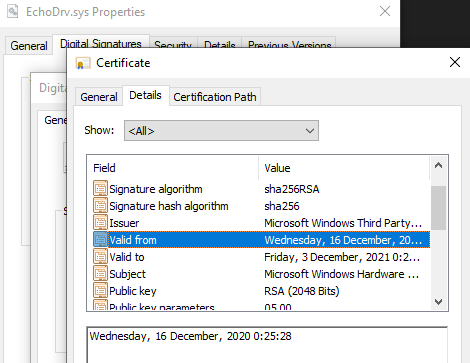 EchoDrv.sys Properties
General Digital Signatures Security Details Previous Versions
Digital
Certificate
Gene
General Details Certification Path
Show: <All>
Field Value
Signature algorithm sha256RSA
Signature hash algorithm sha256
Issuer Microsoft Windows Third Party...
Valid from Wednesday, 16 December, 20...
Valid to Friday, 3 December, 2021 0:2...
Subject Microsoft Windows Hardware ...
Public key RSA (2048 Bits)
Public key parameters 05 00
Wednesday, 16 December, 2020 0:25:28